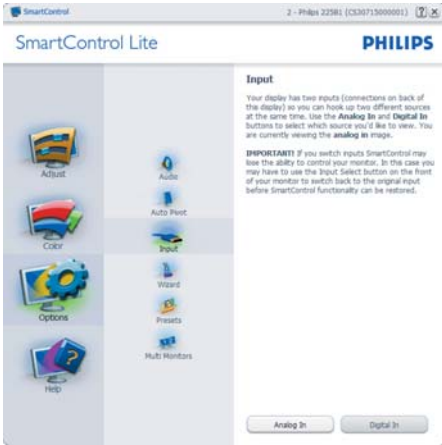 SmartControl
2 - Philips 225B1 (CS30715000001)
SmartControl Lite
PHILIPS
Adjust
Color
Options
Help
Audio
Auto Pivot
Input
Wizard
Presets
Multi Monitors
Input
Your display has two inputs (connections on back of
the display) so you can hook up two different sources
at the same time. Use the Analog In and Digital In
buttons to select which source you'd like to view. You
are currently viewing the analog in image.
IMPORTANT! If you switch inputs SmartControl may
lose the ability to control your monitor. In this case you
may have to use the Input Select button on the front
of your monitor to switch back to the original input
before SmartControl functionality can be restored.
Analog In
Digital In